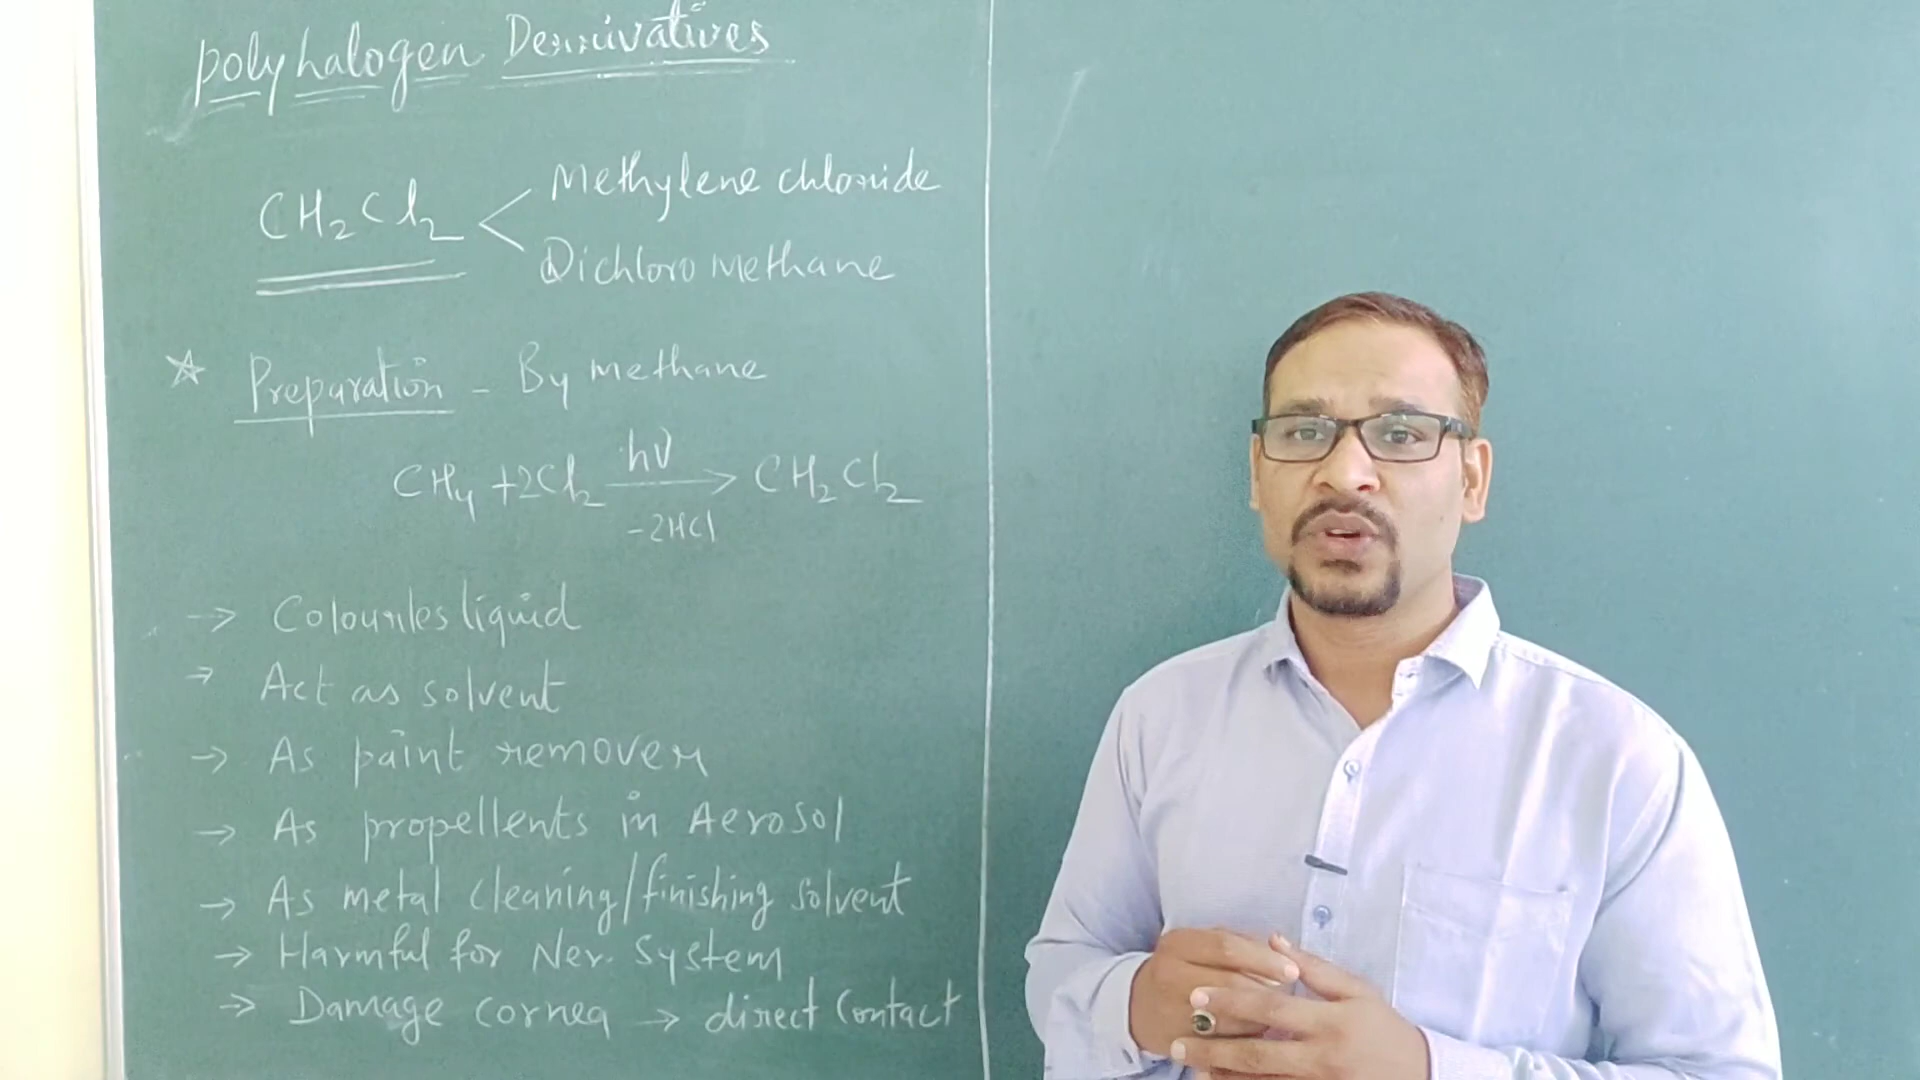 polyhalogen Derrivatives
CH₂Cl₂ < Methylene chloride
Dichloro Methane
☆ Preparation - By methane
CH₄ + 2Cl₂ hν → CH₂Cl₂
-2HCl
→ Colourles liquid
→ Act as solvent
→ As paint remover
→ As propellents in Aerosol
→ As metal cleaning/finishing solvent
→ Harmful for Ner. System
→ Damage cornea → direct Contact